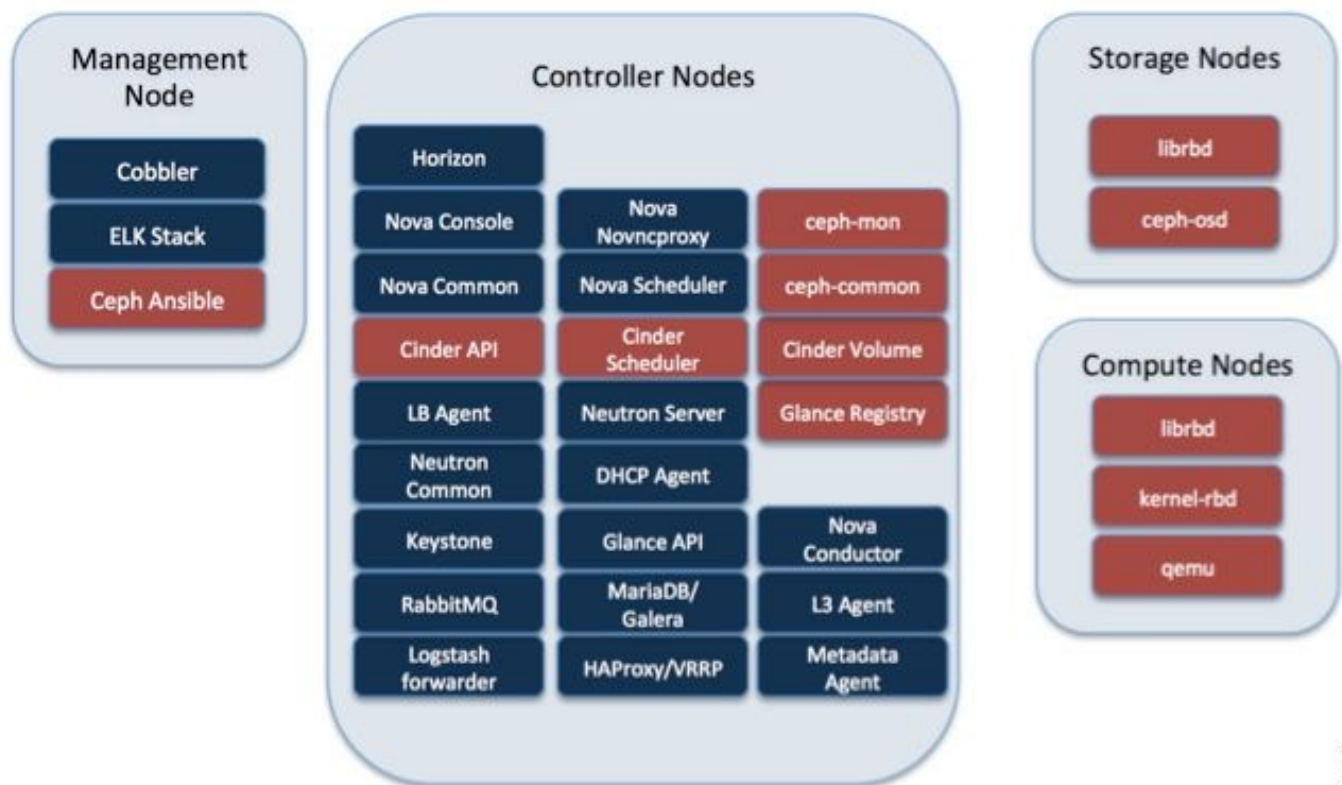 Management
Node
Cobbler
ELK Stack
Ceph Ansible
Controller Nodes
Horizon
Nova Console
Nova
Novncproxy
ceph-mon
Nova Common
Nova Scheduler
ceph-common
Cinder API
Cinder
Scheduler
Cinder Volume
LB Agent
Neutron Server
Glance Registry
Neutron
Common
DHCP Agent
Keystone
Glance API
Nova
Conductor
RabbitMQ
MariaDB/
Galera
L3 Agent
Logstash
forwarder
HAProxy/VRRP
Metadata
Agent
Storage Nodes
librbd
ceph-osd
Compute Nodes
librbd
kernel-rbd
qemu